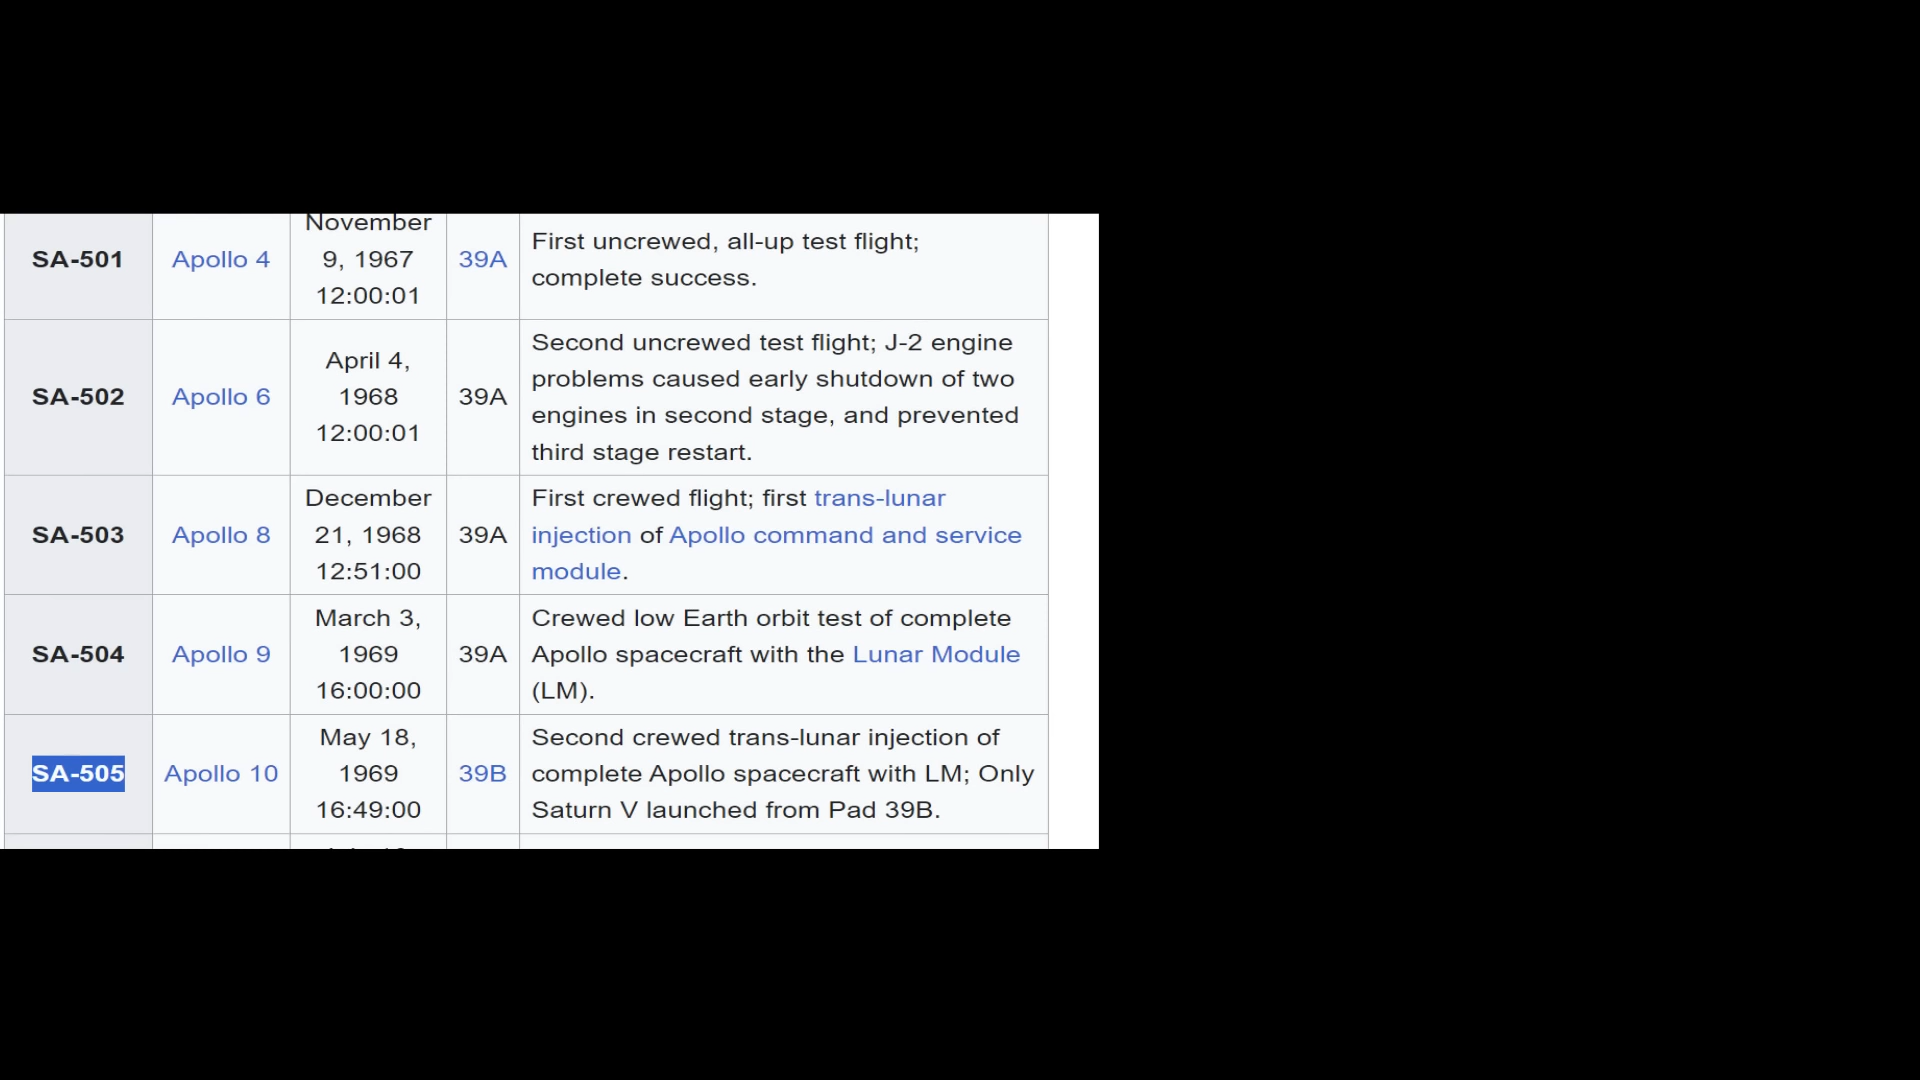 November
SA-501 Apollo 4 9, 1967 39A First uncrewed, all-up test flight;
12:00:01 complete success.
Second uncrewed test flight; J-2 engine
April 4, problems caused early shutdown of two
SA-502 Apollo 6 1968 39A engines in second stage, and prevented
12:00:01 third stage restart.
December First crewed flight; first trans-lunar
SA-503 Apollo 8 21, 1968 39A injection of Apollo command and service
12:51:00 module.
March 3, Crewed low Earth orbit test of complete
SA-504 Apollo 9 1969 39A Apollo spacecraft with the Lunar Module
16:00:00 (LM).
May 18, Second crewed trans-lunar injection of
SA-505 Apollo 10 1969 39B complete Apollo spacecraft with LM; Only
16:49:00 Saturn V launched from Pad 39B.